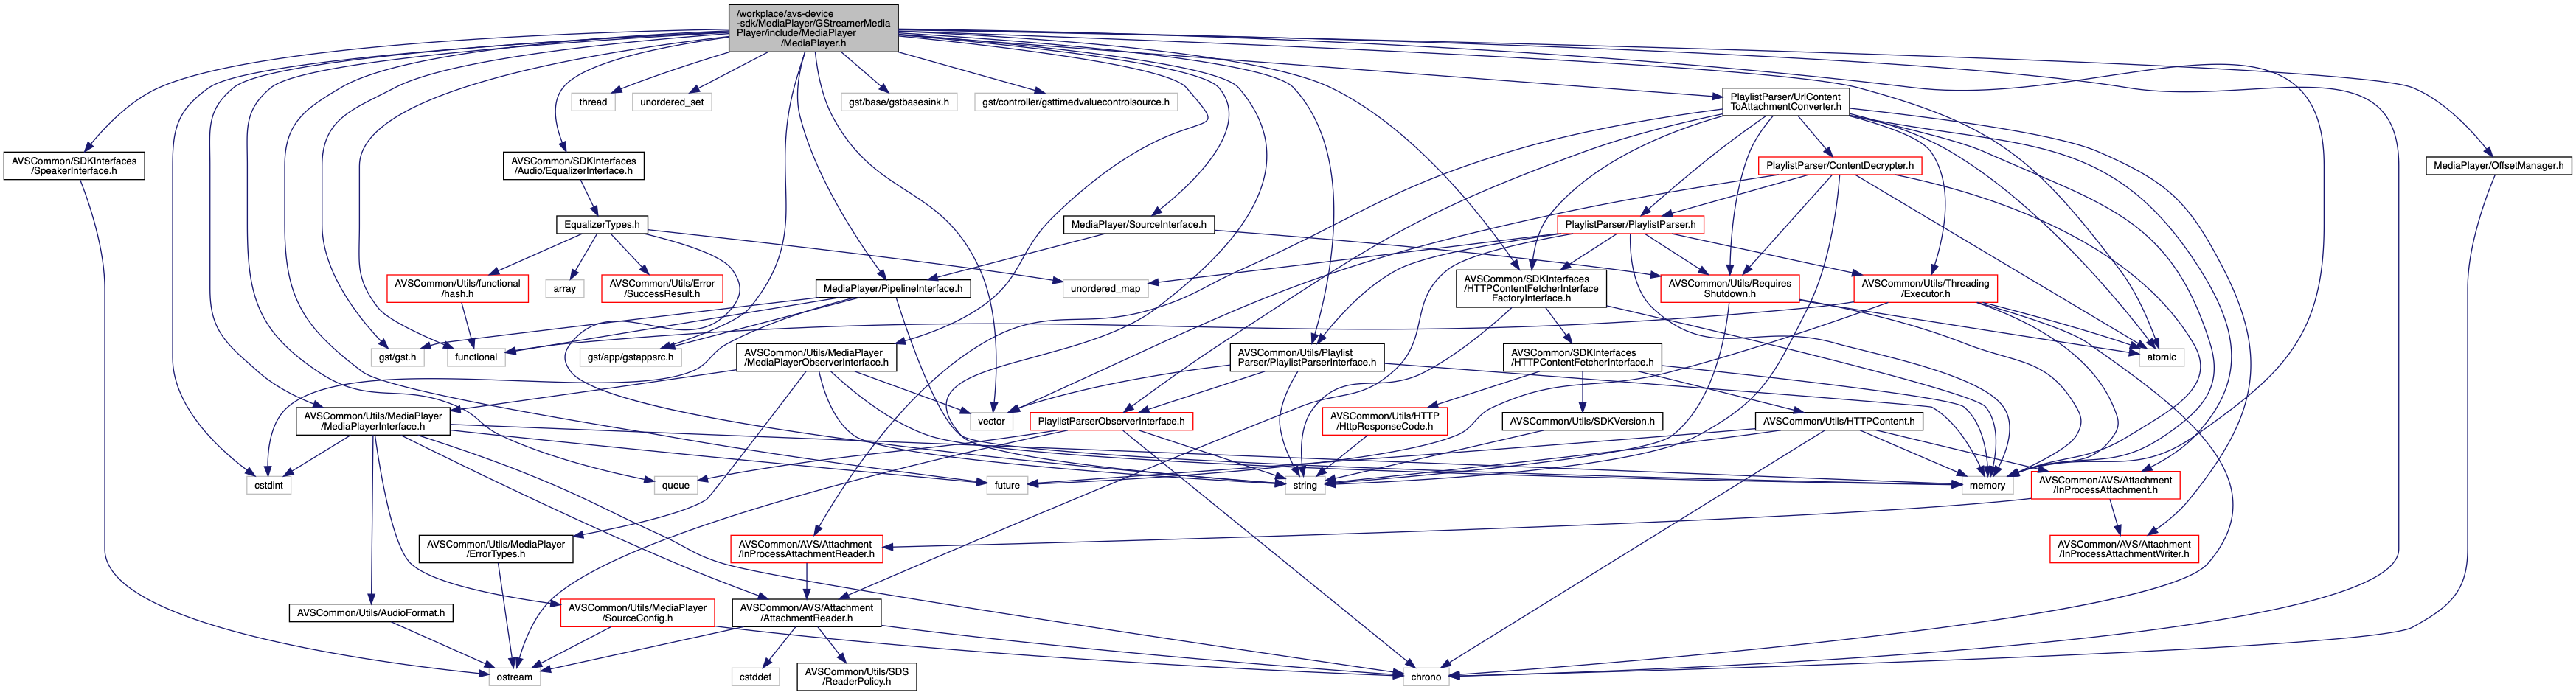 /workplace/avs-device
-sdk/MediaPlayer/GStreamerMedia
Player/include/MediaPlayer
/MediaPlayer.h
thread
unordered_set
gst/base/gstbasesink.h
gst/controller/gsttimedvaluecontrolsource.h
PlaylistParser/UrlContent
ToAttachmentConverter.h
AVSCommon/SDKInterfaces
/SpeakerInterface.h
AVSCommon/SDKInterfaces
/Audio/EqualizerInterface.h
PlaylistParser/ContentDecrypter.h
MediaPlayer/OffsetManager.h
EqualizerTypes.h
MediaPlayer/SourceInterface.h
PlaylistParser/PlaylistParser.h
AVSCommon/Utils/functional
/hash.h
array
AVSCommon/Utils/Error
/SuccessResult.h
MediaPlayer/PipelineInterface.h
unordered_map
AVSCommon/SDKInterfaces
/HTTPContentFetcherInterface
FactoryInterface.h
AVSCommon/Utils/Requires
Shutdown.h
AVSCommon/Utils/Threading
/Executor.h
gst/gst.h
functional
gst/app/gstappsrc.h
AVSCommon/Utils/MediaPlayer
/MediaPlayerObserverInterface.h
AVSCommon/Utils/Playlist
Parser/PlaylistParserInterface.h
AVSCommon/SDKInterfaces
/HTTPContentFetcherInterface.h
atomic
AVSCommon/Utils/MediaPlayer
/MediaPlayerInterface.h
vector
PlaylistParserObserverInterface.h
AVSCommon/Utils/HTTP
/HttpResponseCode.h
AVSCommon/Utils/SDKVersion.h
AVSCommon/Utils/HTTPContent.h
cstdint
queue
future
string
memory
AVSCommon/AVS/Attachment
/InProcessAttachment.h
AVSCommon/Utils/MediaPlayer
/ErrorTypes.h
AVSCommon/AVS/Attachment
/InProcessAttachmentReader.h
AVSCommon/AVS/Attachment
/InProcessAttachmentWriter.h
AVSCommon/Utils/AudioFormat.h
AVSCommon/Utils/MediaPlayer
/SourceConfig.h
AVSCommon/AVS/Attachment
/AttachmentReader.h
ostream
cstddef
AVSCommon/Utils/SDS
/ReaderPolicy.h
chrono